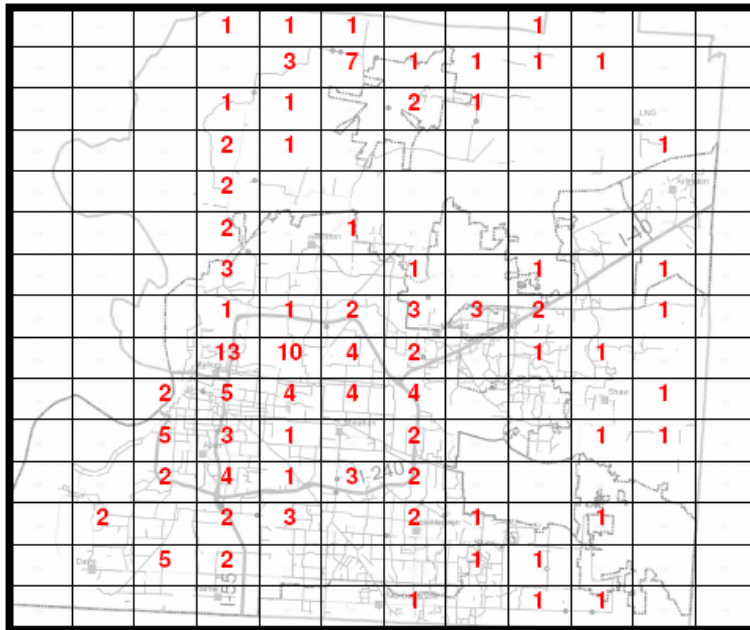 1 1 1 1
3 7 1 1 1 1
1 1 2 1
LNG
2 1 1
2
Arlington
2 1
I-40
3 1 1 1
1 1 2 3 3 2 1
13 10 4 2 1 1
2 5 4 4 4 1
Shaw
5 3 1 2 1 1
2 4 1 3 2
I-240
2 2 3 2 1 1
5 2 1 1
I-55
1 1 1